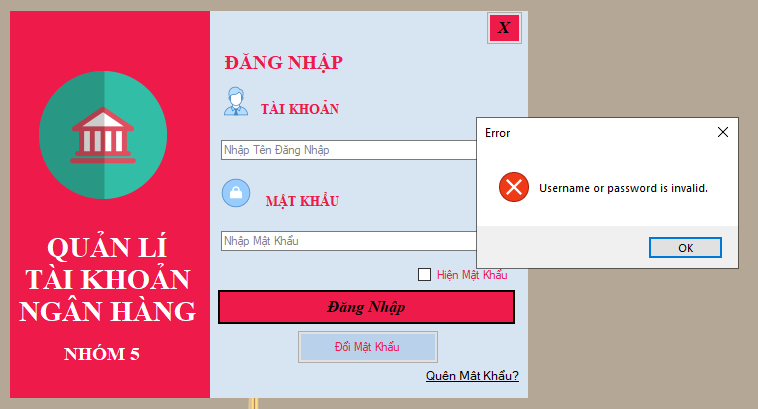 QUẢN LÍ
TÀI KHOẢN
NGÂN HÀNG
NHÓM 5
X
ĐĂNG NHẬP
TÀI KHOẢN
Nhập Tên Đăng Nhập
MẬT KHẨU
Nhập Mật Khẩu
Hiện Mật Khẩu
Đăng Nhập
Đổi Mật Khẩu
Quên Mật Khẩu?
Error
Username or password is invalid.
OK